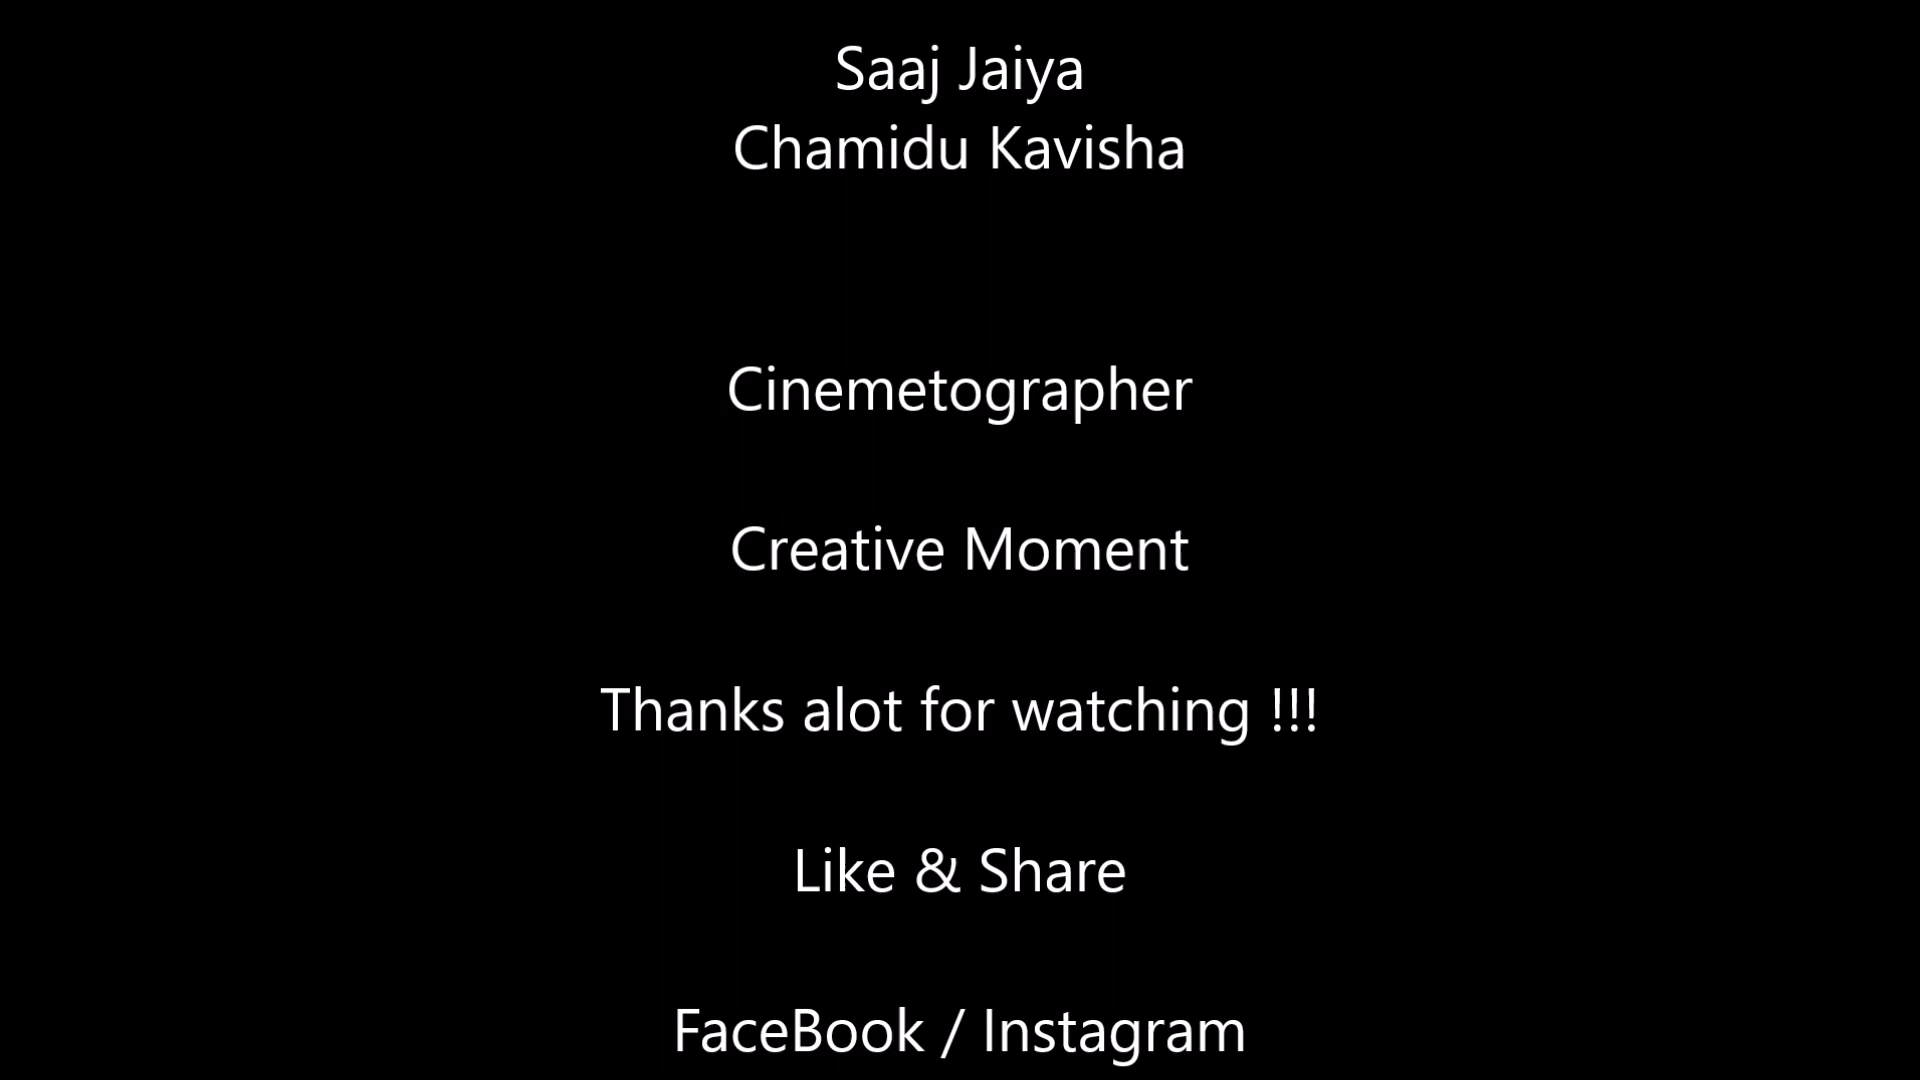 Saaj Jaiya
Chamidu Kavisha
Cinemetographer
Creative Moment
Thanks alot for watching !!!
Like & Share
FaceBook / Instagram